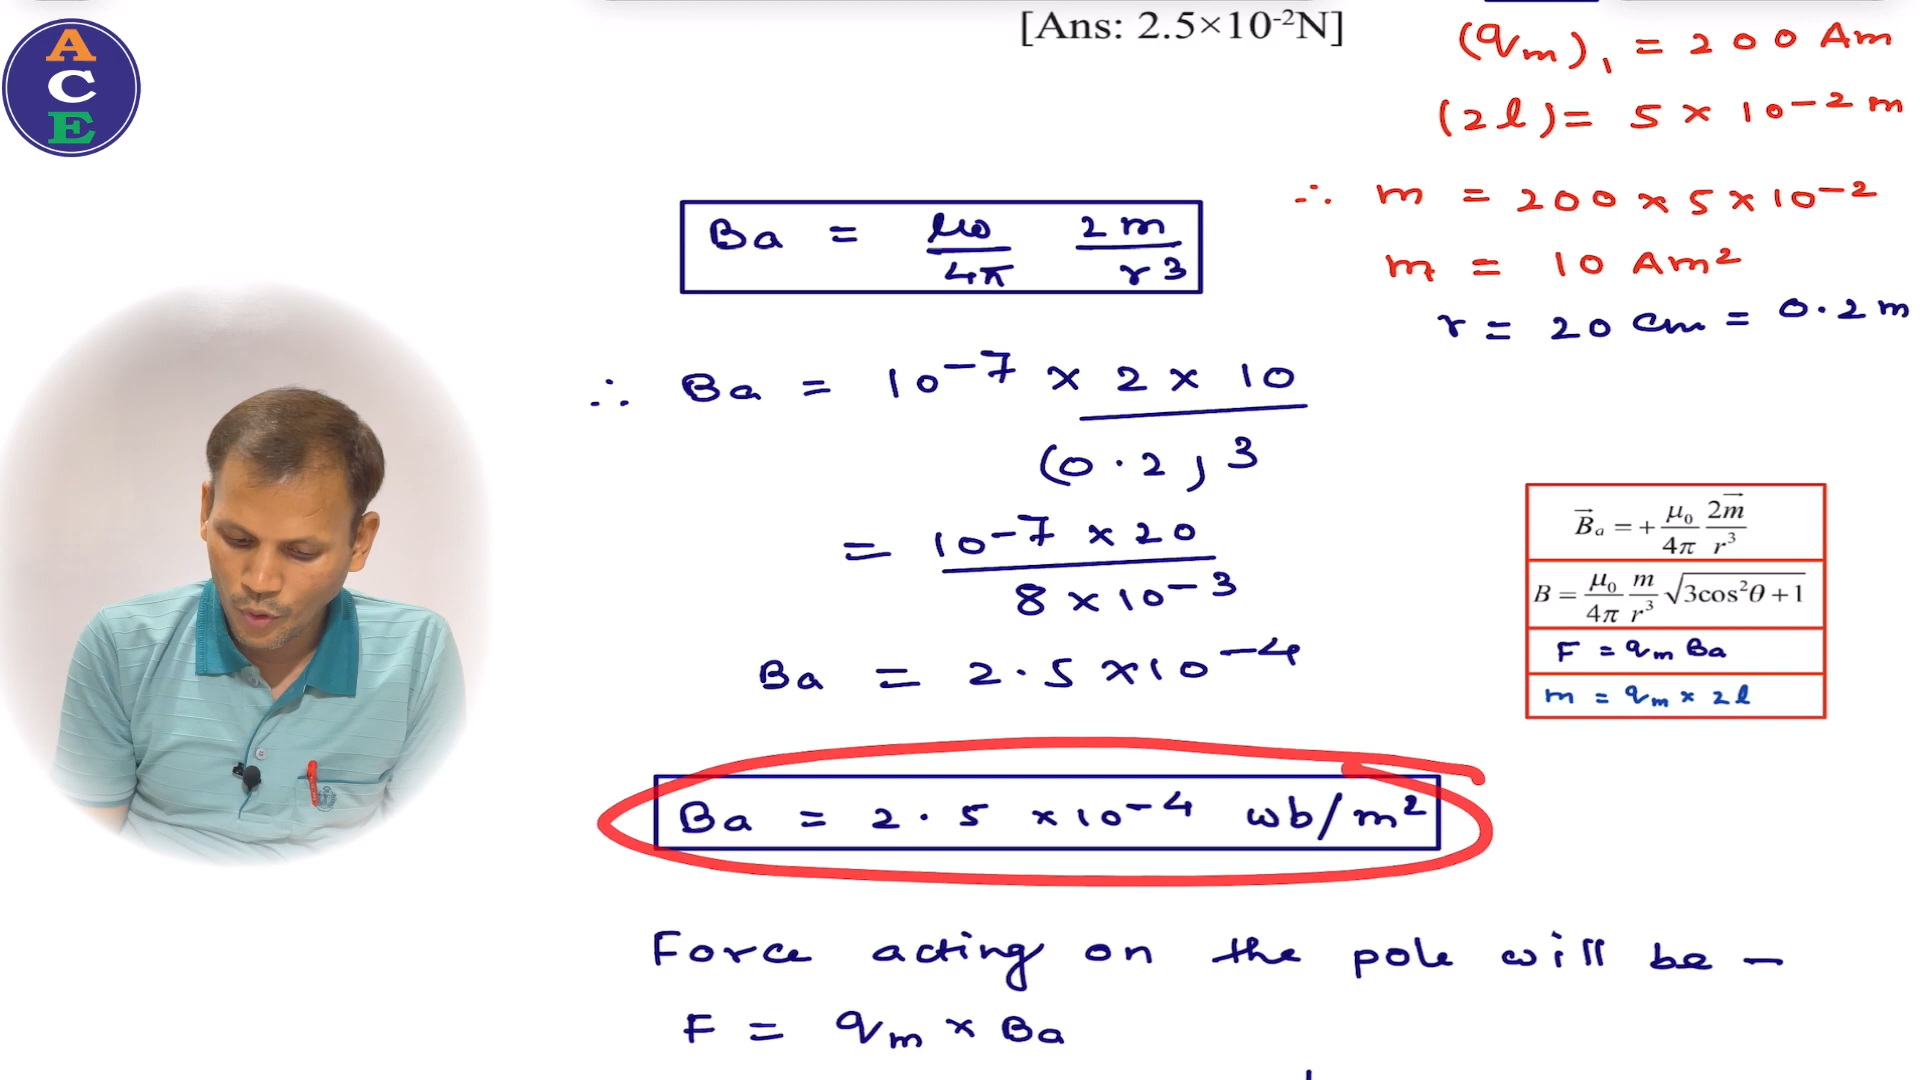 A
C
E
[Ans: 2.5×10⁻²N]
(qm)₁ = 200 Am
(2l) = 5 × 10⁻² m
∴ m = 200 × 5 × 10⁻²
m = 10 Am²
r = 20 cm = 0.2 m
Ba = μ₀/4π 2m/r³
∴ Ba = 10⁻⁷ × 2 × 10/(0.2)³
= 10⁻⁷ × 20/8 × 10⁻³
Ba = 2.5 × 10⁻⁴
Ba = 2.5 × 10⁻⁴ wb/m²
Force acting on the pole will be –
F = qm × Ba
B⃗a = + μ₀/4π 2m⃗/r³
B = μ₀/4π m/r³ √3cos²θ + 1
F = qm Ba
m = qm × 2l